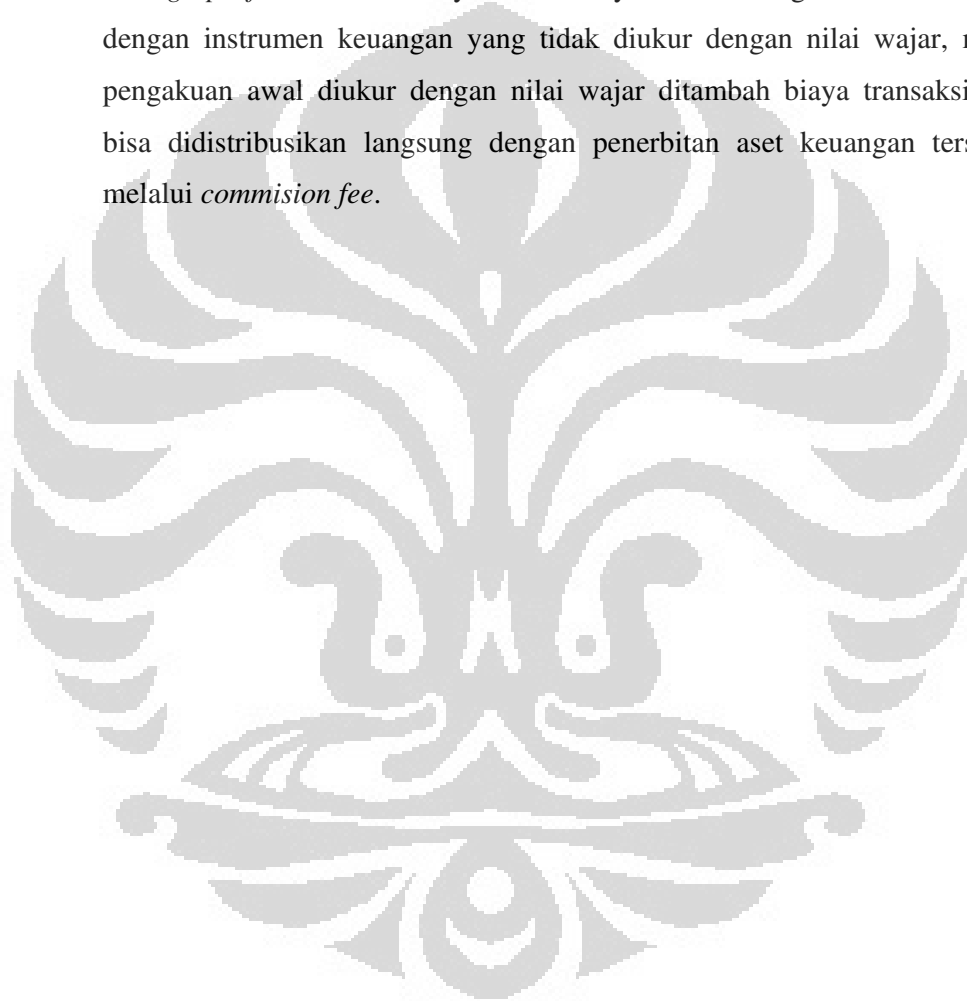 dengan instrumen keuangan yang tidak diukur dengan nilai wajar,
pengakuan awal diukur dengan nilai wajar ditambah biaya transaksi
bisa didistribusikan langsung dengan penerbitan aset keuangan
melalui commision fee.